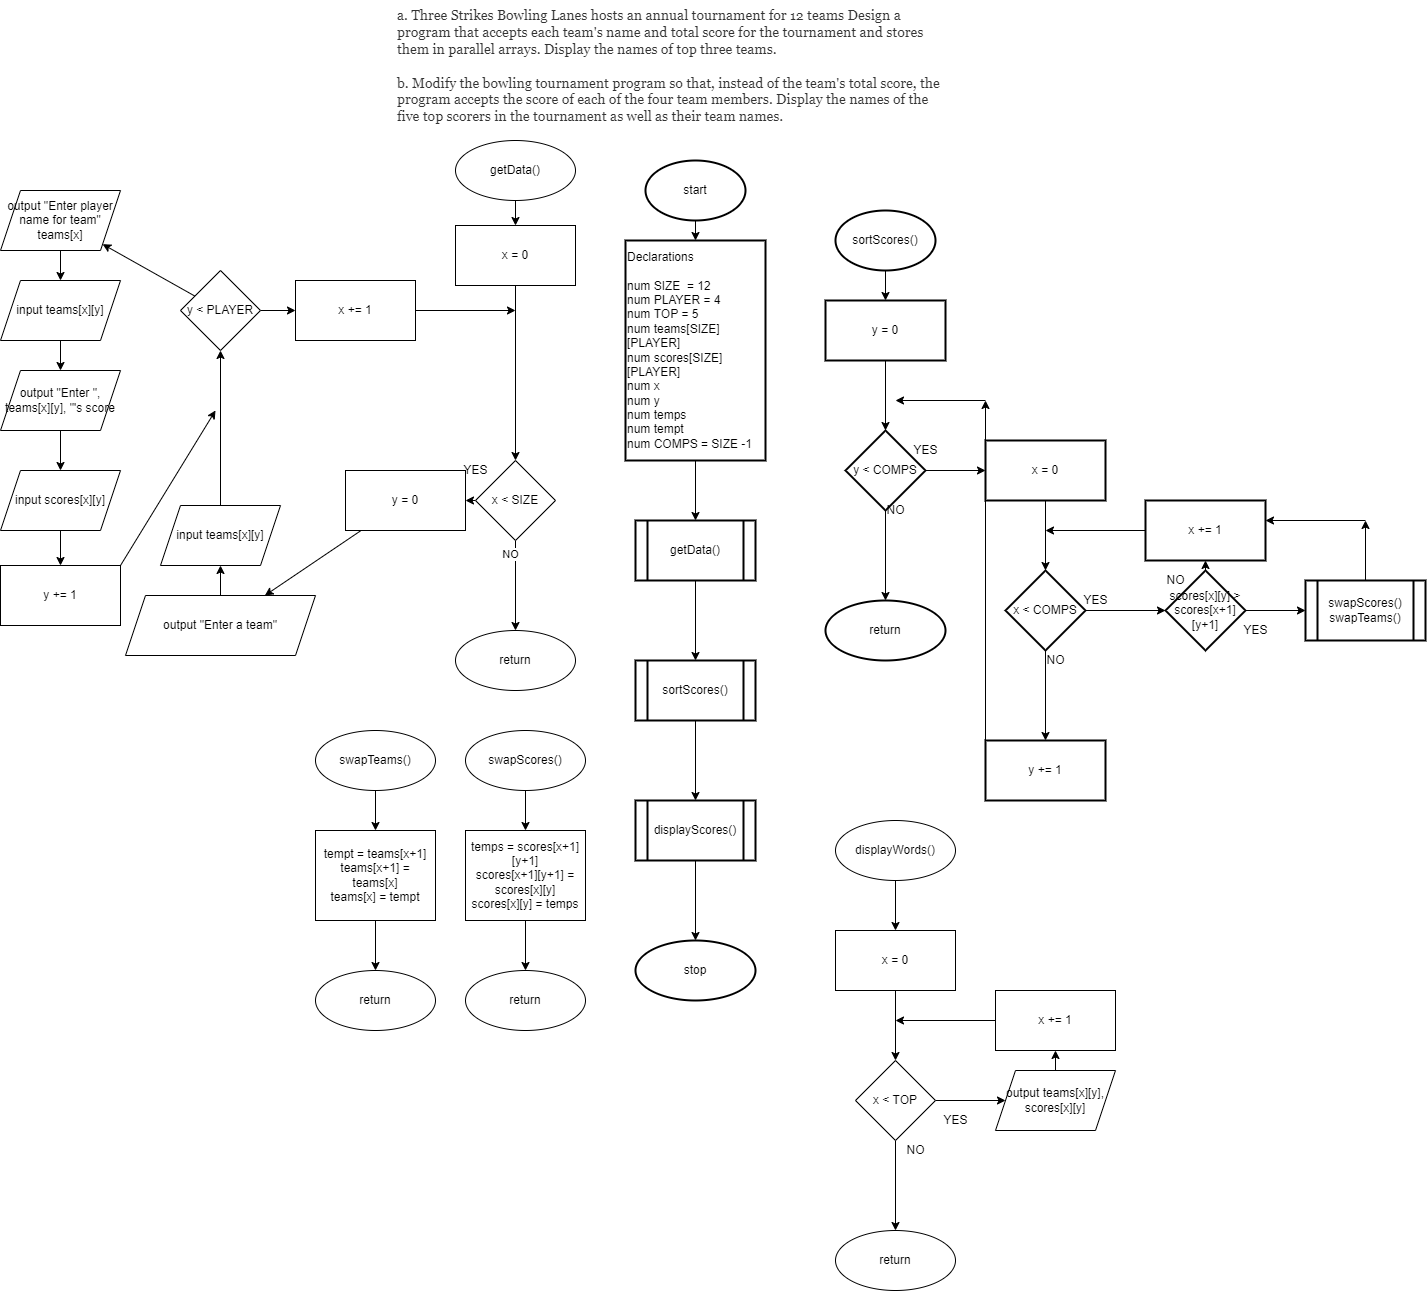 a. Three Strikes Bowling Lanes hosts an annual tournament for 12 teams Design a
program that accepts each team's name and total score for the tournament and stores
them in parallel arrays. Display the names of top three teams.
b. Modify the bowling tournament program so that, instead of the team's total score, the
program accepts the score of each of the four team members. Display the names of the
five top scorers in the tournament as well as their team names.
getData()
x = 0
x < SIZE
YES
NO
y = 0
return
output "Enter a team"
input teams[x][y]
y < PLAYER
x += 1
output "Enter player
name for team"
teams[x]
input teams[x][y]
output "Enter ",
teams[x][y], "'s score
input scores[x][y]
y += 1
start
Declarations
num SIZE  = 12
num PLAYER = 4
num TOP = 5
num teams[SIZE]
[PLAYER]
num scores[SIZE]
[PLAYER]
num x
num y
num temps
num tempt
num COMPS = SIZE -1
getData()
sortScores()
displayScores()
stop
sortScores()
y = 0
y < COMPS
YES
NO
return
x = 0
x < COMPS
YES
NO
y += 1
scores[x][y] >
scores[x+1]
[y+1]
NO
YES
x += 1
swapScores()
swapTeams()
swapTeams()
tempt = teams[x+1]
teams[x+1] =
teams[x]
teams[x] = tempt
return
swapScores()
temps = scores[x+1]
[y+1]
scores[x+1][y+1] =
scores[x][y]
scores[x][y] = temps
return
displayWords()
x = 0
x < TOP
YES
NO
output teams[x][y],
scores[x][y]
x += 1
return